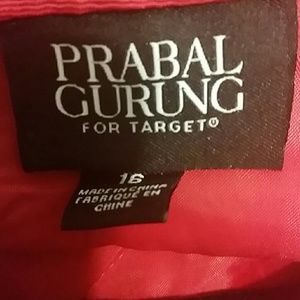 PRABAL
GURUNG
FOR TARGET®
16
MADE IN CHINA
FABRIQUÉ EN
CHINE